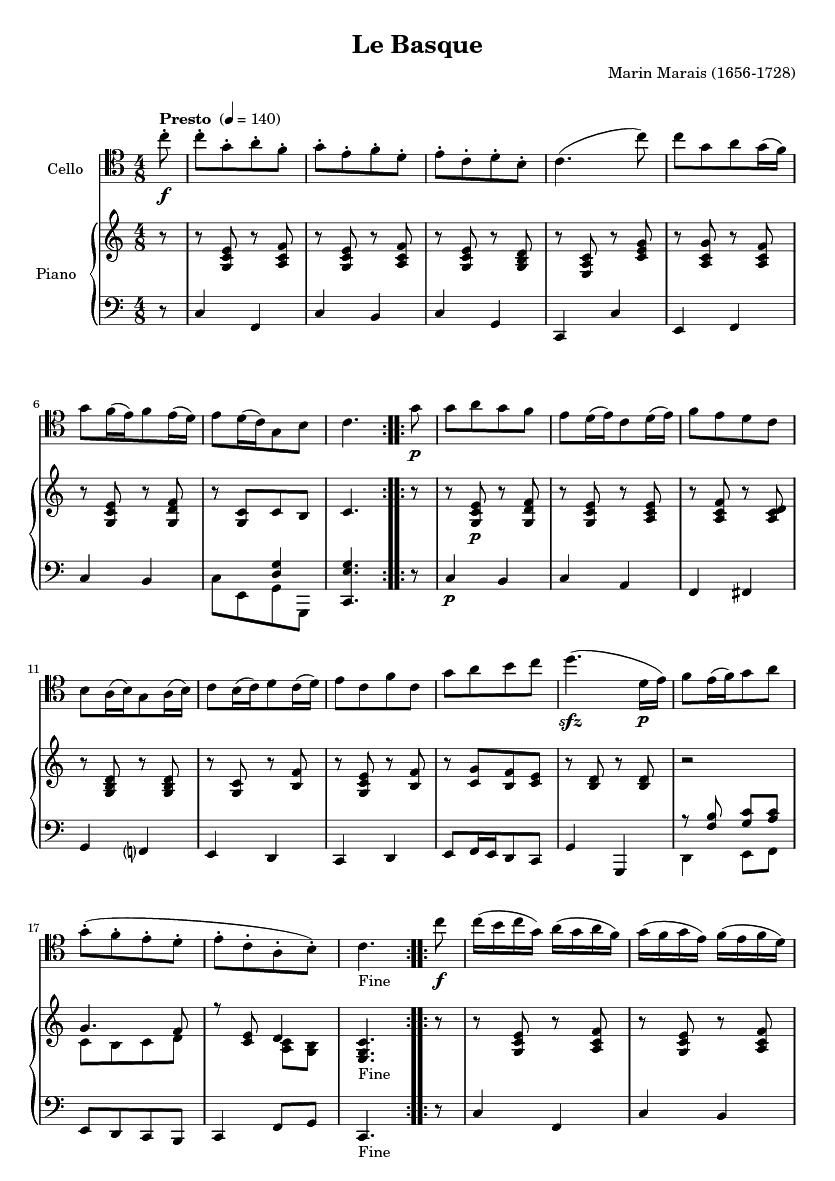 Le Basque
Marin Marais (1656-1728)
Presto (♩ = 140)
Cello
f
Piano
6
p
p
p
11
sfz
p
17
Fine
f
Fine
Fine